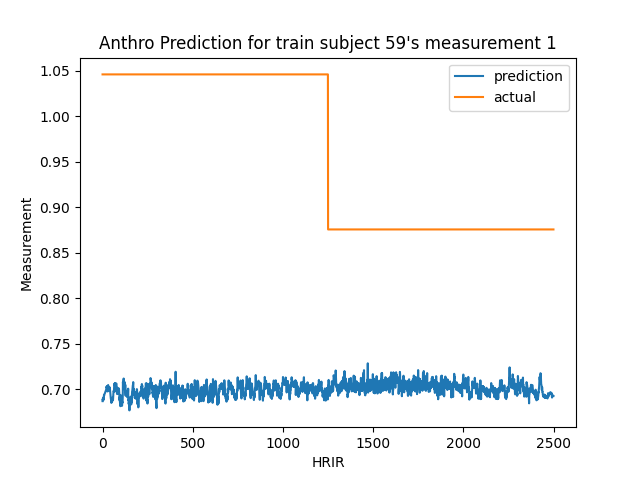 Anthro Prediction for train subject 59's measurement 1
prediction
actual
1.05
1.00
0.95
0.90
0.85
0.80
0.75
0.70
Measurement
0
500
1000
1500
2000
2500
HRIR